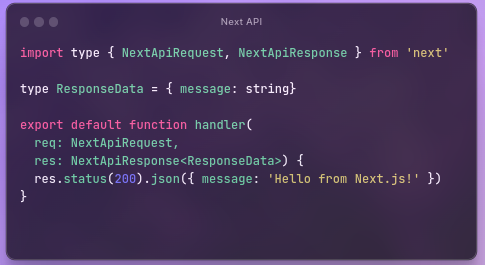 Next API
import type { NextApiRequest, NextApiResponse } from 'next'
type ResponseData = { message: string}
export default function handler(
  req: NextApiRequest,
  res: NextApiResponse<ResponseData>) {
  res.status(200).json({ message: 'Hello from Next.js!' })
}